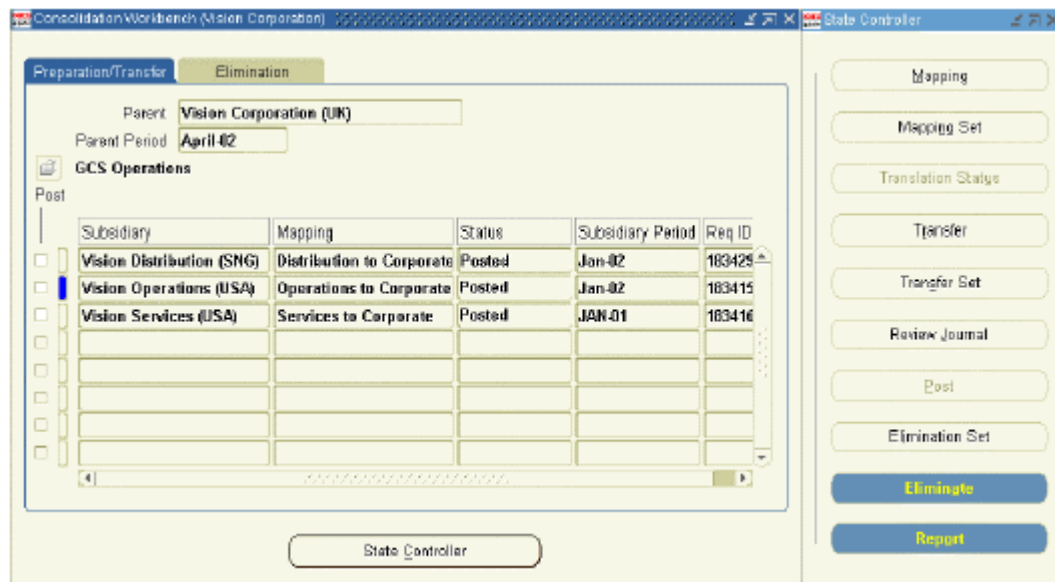 Consolidation Workbench (Vision Corporation)
State Controller
Preparation/Transfer
Elimination
Parent Vision Corporation (UK)
Parent Period April-02
GCS Operations
Post
Subsidiary Mapping Status Subsidiary Period Req ID
Vision Distribution (SNG) Distribution to Corporate Posted Jan-02 183429
Vision Operations (USA) Operations to Corporate Posted Jan-02 183415
Vision Services (USA) Services to Corporate Posted JAN-01 183416
State Controller
Mapping
Mapping Set
Translation Status
Transfer
Transfer Set
Review Journal
Post
Elimination Set
Eliminate
Report